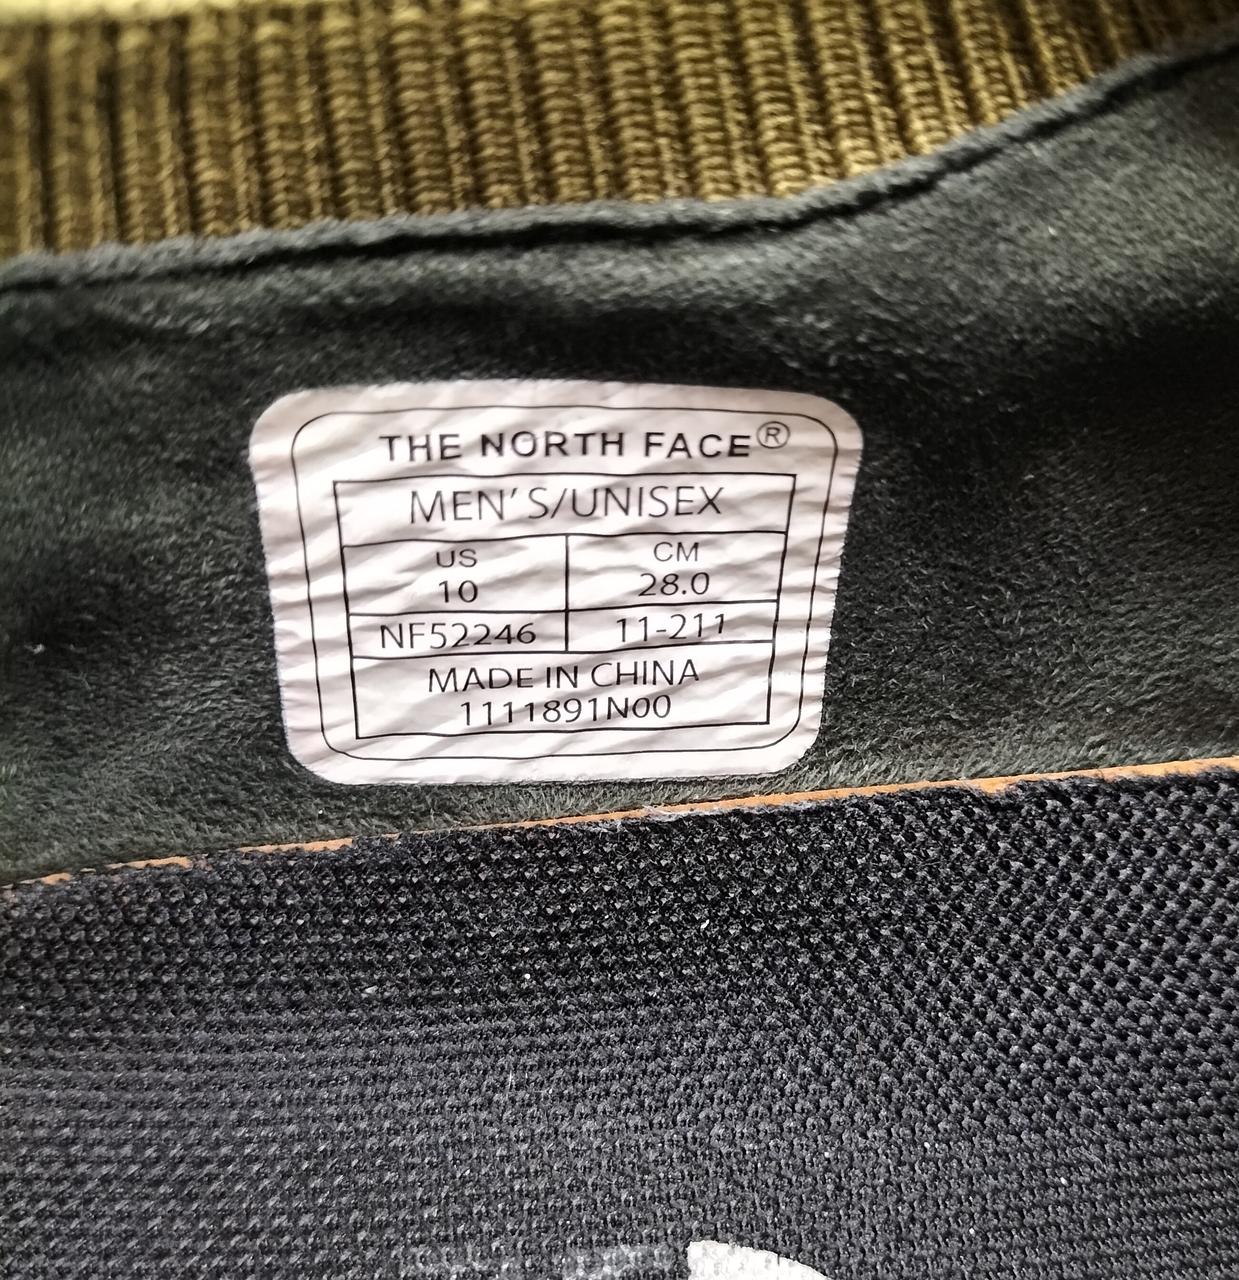 THE NORTH FACE®
MEN'S/UNISEX
US CM
10 28.0
NF52246 11-211
MADE IN CHINA
1111891N00